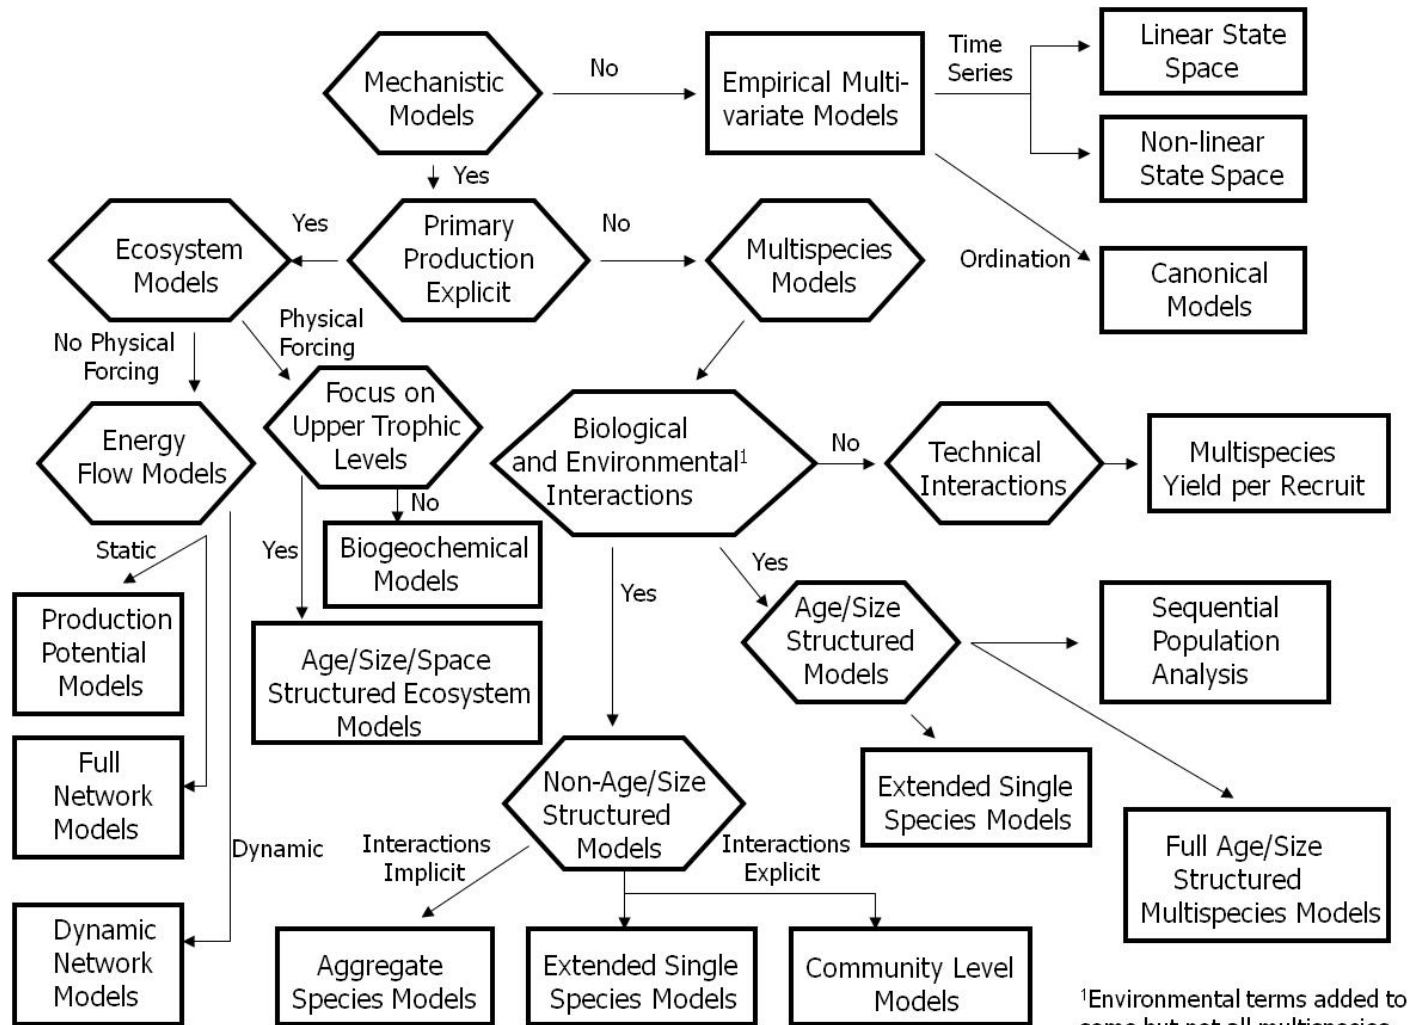 Mechanistic
Models
No
Empirical Multi-
variate Models
Time
Series
Linear State
Space
Non-linear
State Space
Ordination
Canonical
Models
Yes
Primary
Production
Explicit
Yes
No
Ecosystem
Models
Multispecies
Models
No Physical
Forcing
Physical
Forcing
Energy
Flow Models
Focus on
Upper Trophic
Levels
Biological
and Environmental¹
Interactions
No
Technical
Interactions
Multispecies
Yield per Recruit
Static
Yes
No
Biogeochemical
Models
Yes
Yes
Production
Potential
Models
Age/Size/Space
Structured Ecosystem
Models
Age/Size
Structured
Models
Sequential
Population
Analysis
Full
Network
Models
Non-Age/Size
Structured
Models
Extended Single
Species Models
Full Age/Size
Structured
Multispecies Models
Dynamic
Interactions
Implicit
Interactions
Explicit
Dynamic
Network
Models
Aggregate
Species Models
Extended Single
Species Models
Community Level
Models
¹Environmental terms added to
some but not all multispecies